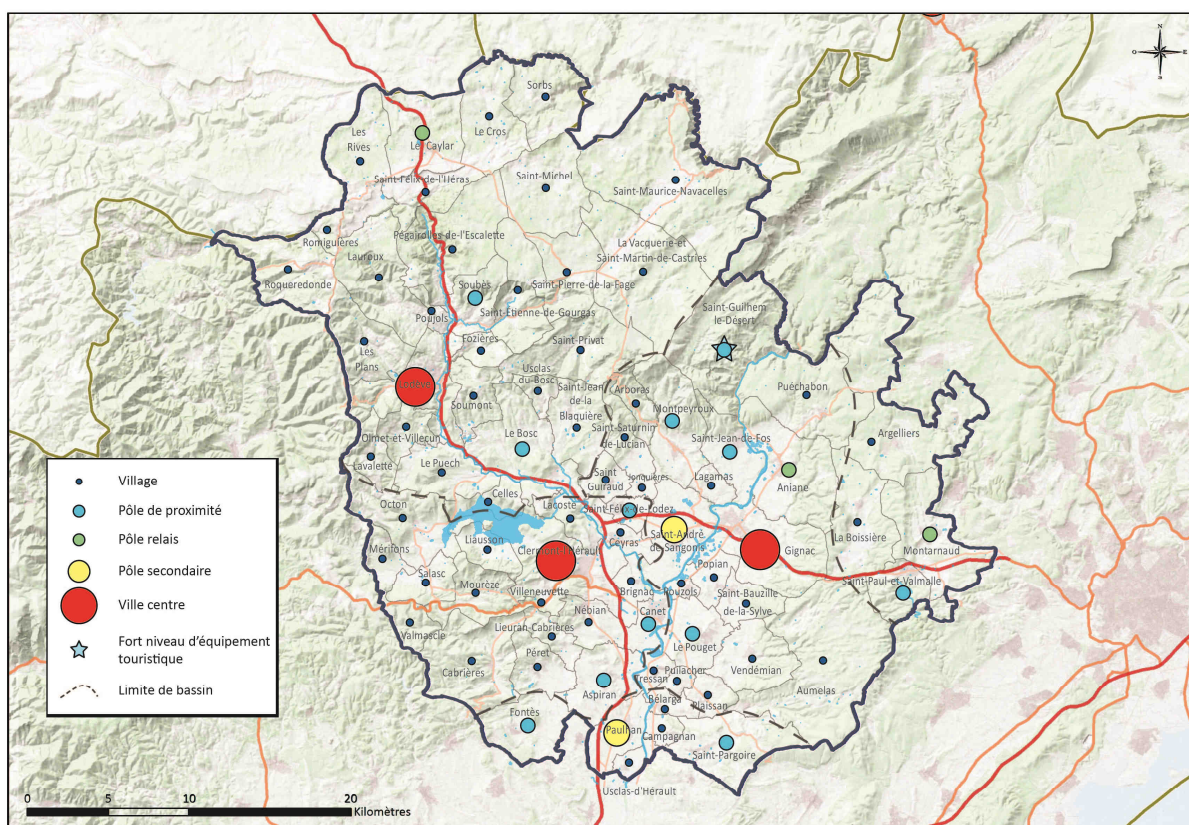 N
G
E
S
Sorbs
Le Cros
Les
Rives
Le Caylar
Saint-Félix-de-l'Héras
Saint-Michel
Saint-Maurice-Navacelles
Romiguières
Pégairolles-de-l'Escalette
La Vacquerie-et
Saint-Martin-de-Castries
Lauroux
Roqueredonde
Soubès
Saint-Pierre-de-la-Fage
Saint-Étienne-de-Gourgas
Saint-Guilhem
le-Désert
Poujols
Fozières
Saint-Privat
Les
Plans
Usclas
du-Bosc
Lodève
Soumont
Saint-Jean
de-la
Blaquière
Arboras
Puéchabon
Montpeyroux
Olmet-et-Villecun
Le Bosc
Saint-Saturnin
de-Lucian
Saint-Jean-de-Fos
Argelliers
Lavalette
Le Puech
Saint
Guiraud
Jonquières
Lagamas
Aniane
Celles
Octon
Lacoste
Saint-Félix-de-Lodez
Liausson
Clermont-l'Hérault
Ceyras
Saint-André
de-Sangonis
Gignac
La Boissière
Montarnaud
Mérifons
Salasc
Mourèze
Villeneuvette
Brignac
Pouzols
Popian
Saint-Paul-et-Valmalle
Saint-Bauzille
de-la-Sylve
Nébian
Canet
Valmascle
Lieuran-Cabrières
Le Pouget
Cabrières
Péret
Tressan
Puilacher
Vendémian
Aumelas
Aspiran
Bélarga
Plaissan
Fontès
Paulhan
Campagnan
Saint-Pargoire
Usclas-d'Hérault
Village
Pôle de proximité
Pôle relais
Pôle secondaire
Ville centre
Fort niveau d'équipement
touristique
Limite de bassin
0 10 20
Kilomètres